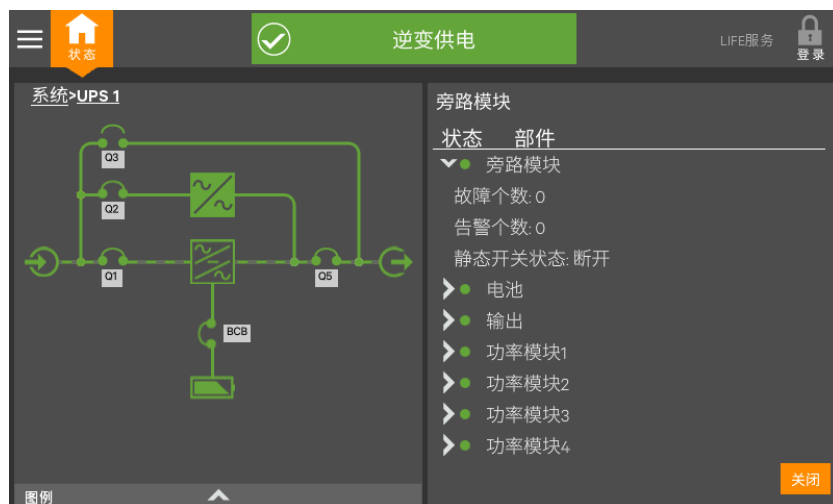 状态
逆变供电
LIFE服务
登录
系统>UPS 1
Q3
Q2
Q1
Q5
BCB
图例
旁路模块
状态 部件
旁路模块
故障个数: 0
告警个数: 0
静态开关状态: 断开
电池
输出
功率模块1
功率模块2
功率模块3
功率模块4
关闭